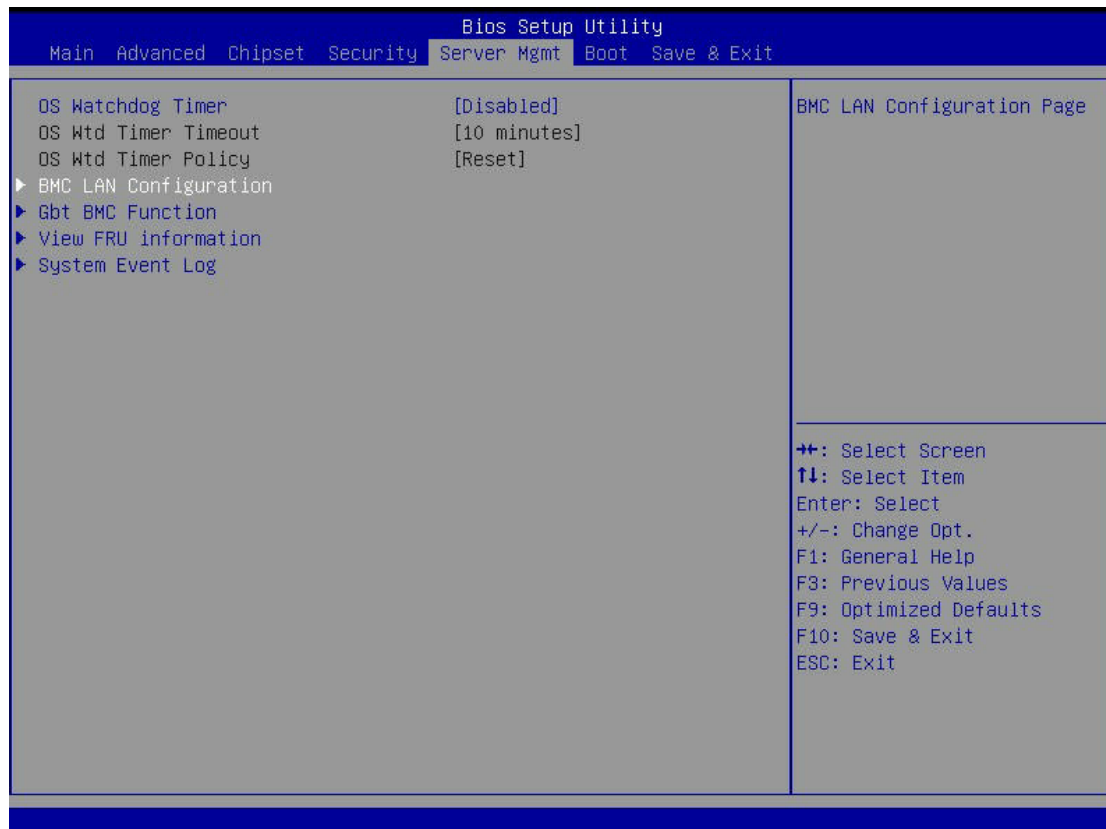 Bios Setup Utility
Main Advanced Chipset Security Server Mgmt Boot Save & Exit
OS Watchdog Timer [Disabled]
OS Wtd Timer Timeout [10 minutes]
OS Wtd Timer Policy [Reset]
▶ BMC LAN Configuration
▶ Gbt BMC Function
▶ View FRU information
▶ System Event Log
BMC LAN Configuration Page
→←: Select Screen
↑↓: Select Item
Enter: Select
+/-: Change Opt.
F1: General Help
F3: Previous Values
F9: Optimized Defaults
F10: Save & Exit
ESC: Exit